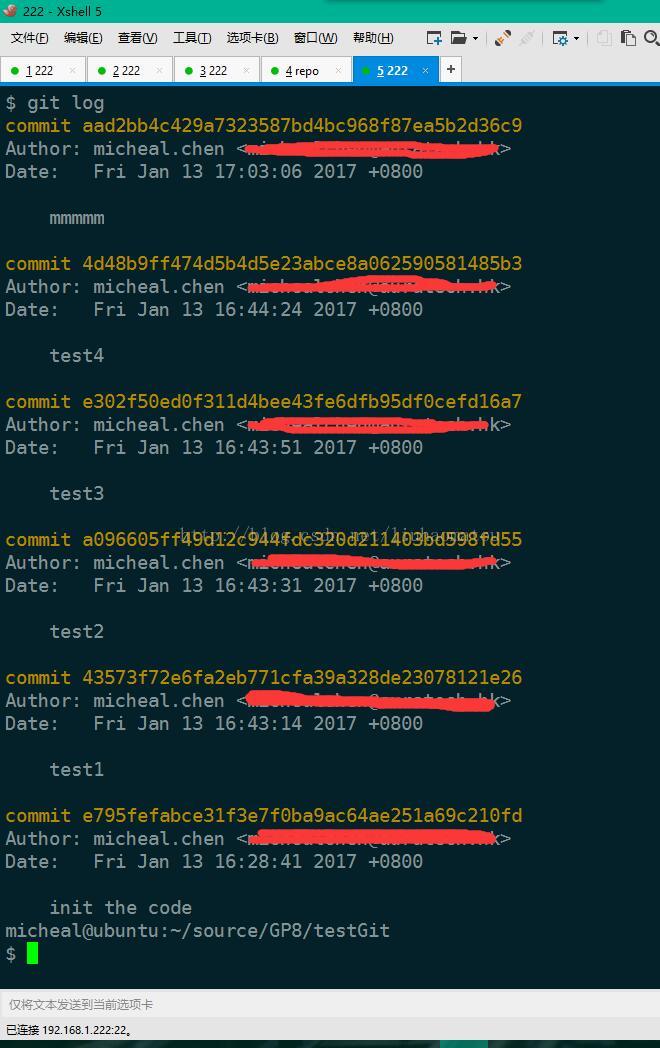 222 - Xshell 5
文件(F) 编辑(E) 查看(V) 工具(T) 选项卡(B) 窗口(W) 帮助(H)
1 222 × 2 222 × 3 222 × 4 repo × 5 222 × +
$ git log
commit aad2bb4c429a7323587bd4bc968f87ea5b2d36c9
Author: micheal.chen < >
Date:   Fri Jan 13 17:03:06 2017 +0800
mmmmm
commit 4d48b9ff474d5b4d5e23abce8a062590581485b3
Author: micheal.chen < >
Date:   Fri Jan 13 16:44:24 2017 +0800
test4
commit e302f50ed0f311d4bee43fe6dfb95df0cefd16a7
Author: micheal.chen < k>
Date:   Fri Jan 13 16:43:51 2017 +0800
test3
commit a096605ff49d12c944fdc320d211403bd598fd55
Author: micheal.chen < >
Date:   Fri Jan 13 16:43:31 2017 +0800
test2
commit 43573f72e6fa2eb771cfa39a328de23078121e26
Author: micheal.chen < >
Date:   Fri Jan 13 16:43:14 2017 +0800
test1
commit e795fefabce31f3e7f0ba9ac64ae251a69c210fd
Author: micheal.chen < >
Date:   Fri Jan 13 16:28:41 2017 +0800
init the code
micheal@ubuntu:~/source/GP8/testGit
$
仅将文本发送到当前选项卡
已连接 192.168.1.222:22。